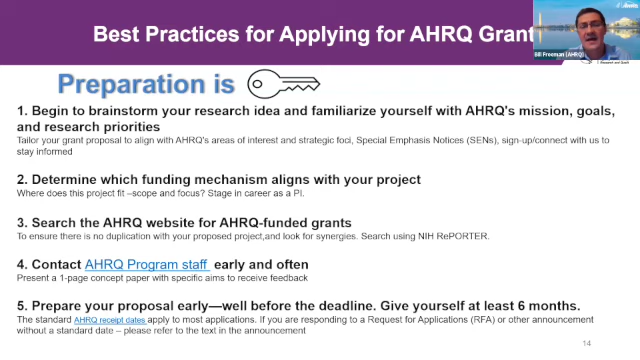 Best Practices for Applying for AHRQ Grant
Bill Freeman (AHRQ)
Preparation is
1. Begin to brainstorm your research idea and familiarize yourself with AHRQ's mission, goals,
and research priorities
Tailor your grant proposal to align with AHRQ's areas of interest and strategic foci, Special Emphasis Notices (SENs), sign-up/connect with us to
stay informed
2. Determine which funding mechanism aligns with your project
Where does this project fit –scope and focus? Stage in career as a PI.
3. Search the AHRQ website for AHRQ-funded grants
To ensure there is no duplication with your proposed project,and look for synergies. Search using NIH RePORTER.
4. Contact AHRQ Program staff early and often
Present a 1-page concept paper with specific aims to receive feedback
5. Prepare your proposal early—well before the deadline. Give yourself at least 6 months.
The standard AHRQ receipt dates apply to most applications. If you are responding to a Request for Applications (RFA) or other announcement
without a standard date – please refer to the text in the announcement
14